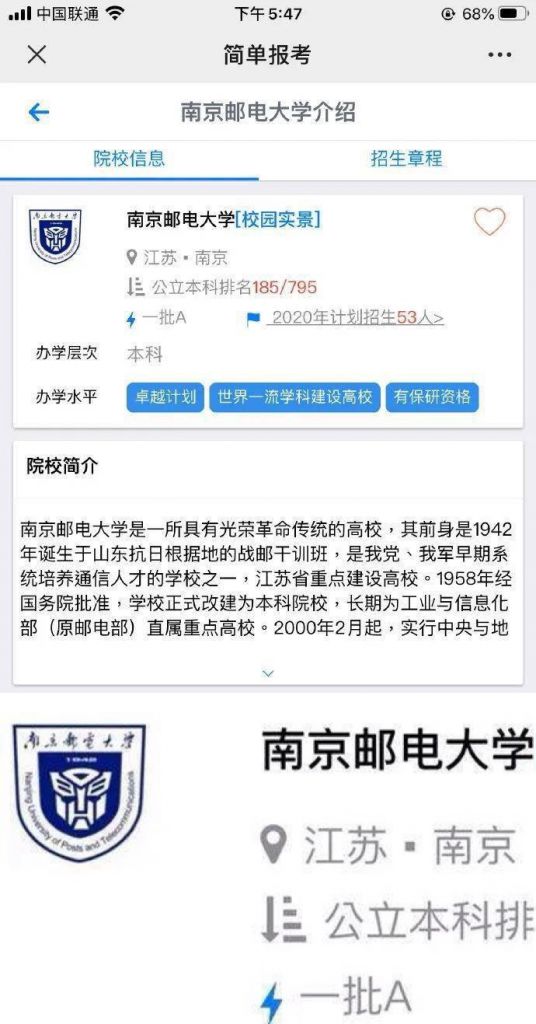 中国联通
下午5:47
68%
简单报考
南京邮电大学介绍
院校信息
招生章程
南京邮电大学[校园实景]
江苏·南京
公立本科排名185/795
一批A
2020年计划招生53人>
办学层次
本科
办学水平
卓越计划
世界一流学科建设高校
有保研资格
院校简介
南京邮电大学是一所具有光荣革命传统的高校，其前身是1942
年诞生于山东抗日根据地的战邮干训班，是我党、我军早期系
统培养通信人才的学校之一，江苏省重点建设高校。1958年经
国务院批准，学校正式改建为本科院校，长期为工业与信息化
部（原邮电部）直属重点高校。2000年2月起，实行中央与地
南京邮电大学
1942
Nanjing University of Posts and Telecommunications
南京邮电大学
江苏·南京
公立本科排
一批A